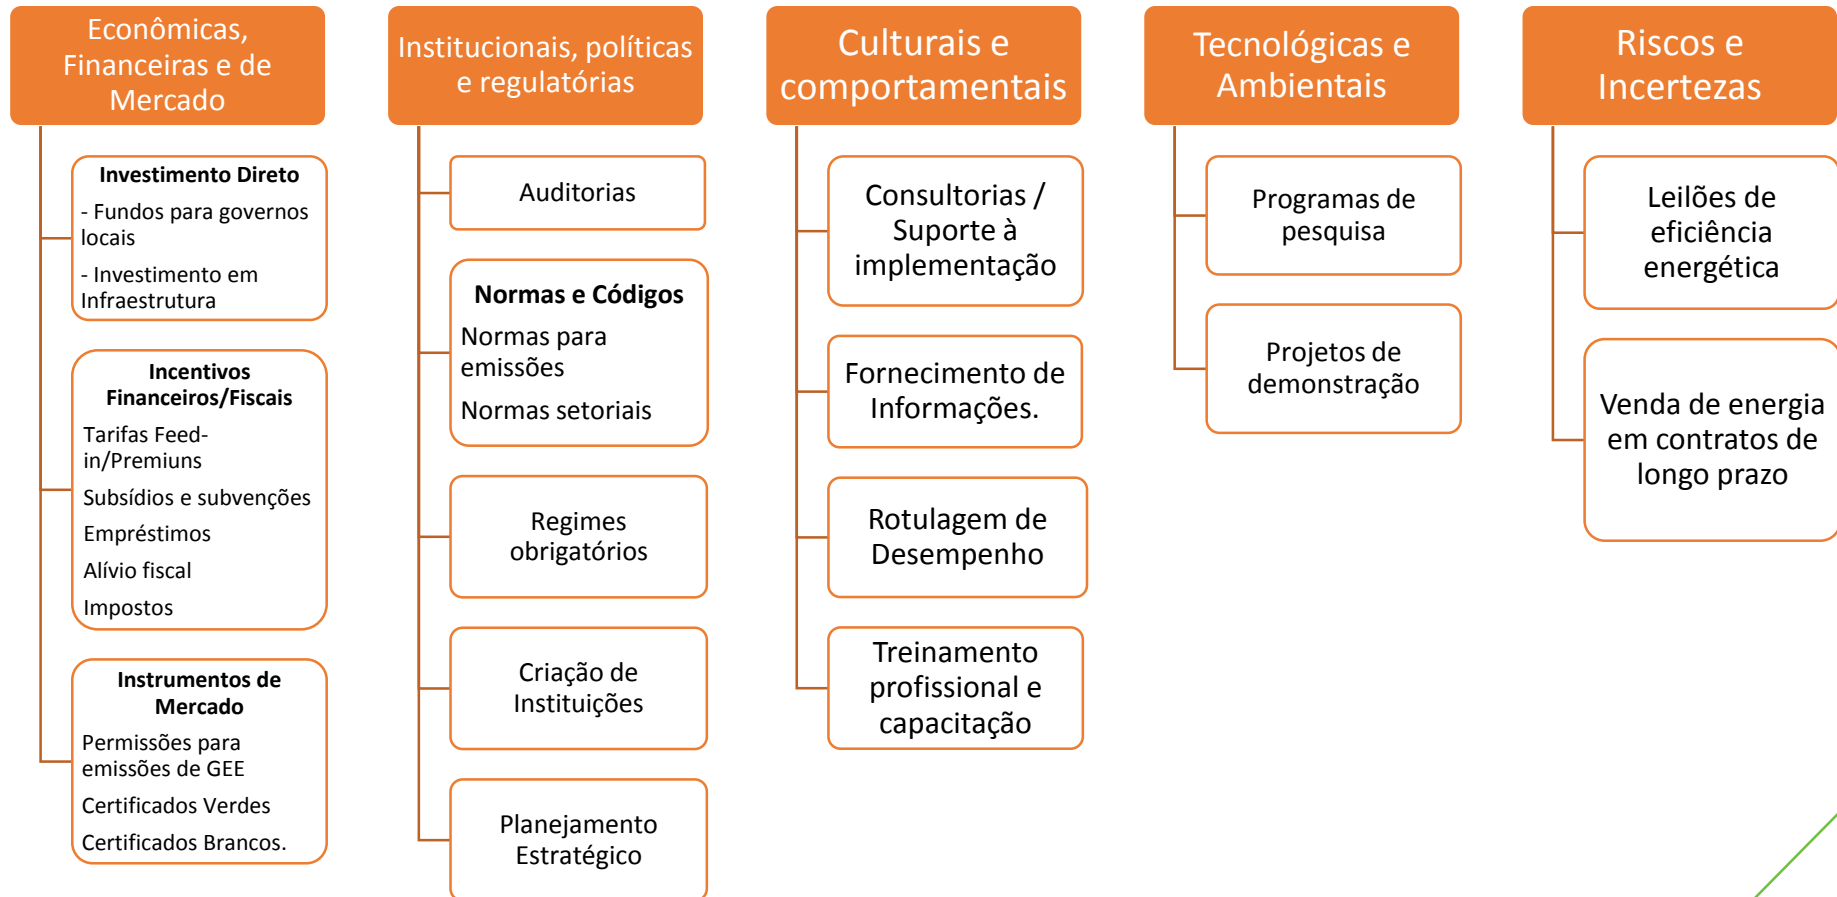 Econômicas,
Financeiras e de
Mercado
Investimento Direto
- Fundos para governos
locais
- Investimento em
Infraestrutura
Incentivos
Financeiros/Fiscais
Tarifas Feed-
in/Premiuns
Subsídios e subvenções
Empréstimos
Alívio fiscal
Impostos
Instrumentos de
Mercado
Permissões para
emissões de GEE
Certificados Verdes
Certificados Brancos.
Institucionais, políticas
e regulatórias
Auditorias
Normas e Códigos
Normas para
emissões
Normas setoriais
Regimes
obrigatórios
Criação de
Instituições
Planejamento
Estratégico
Culturais e
comportamentais
Consultorias /
Suporte à
implementação
Fornecimento de
Informações.
Rotulagem de
Desempenho
Treinamento
profissional e
capacitação
Tecnológicas e
Ambientais
Programas de
pesquisa
Projetos de
demonstração
Riscos e
Incertezas
Leilões de
eficiência
energética
Venda de energia
em contratos de
longo prazo